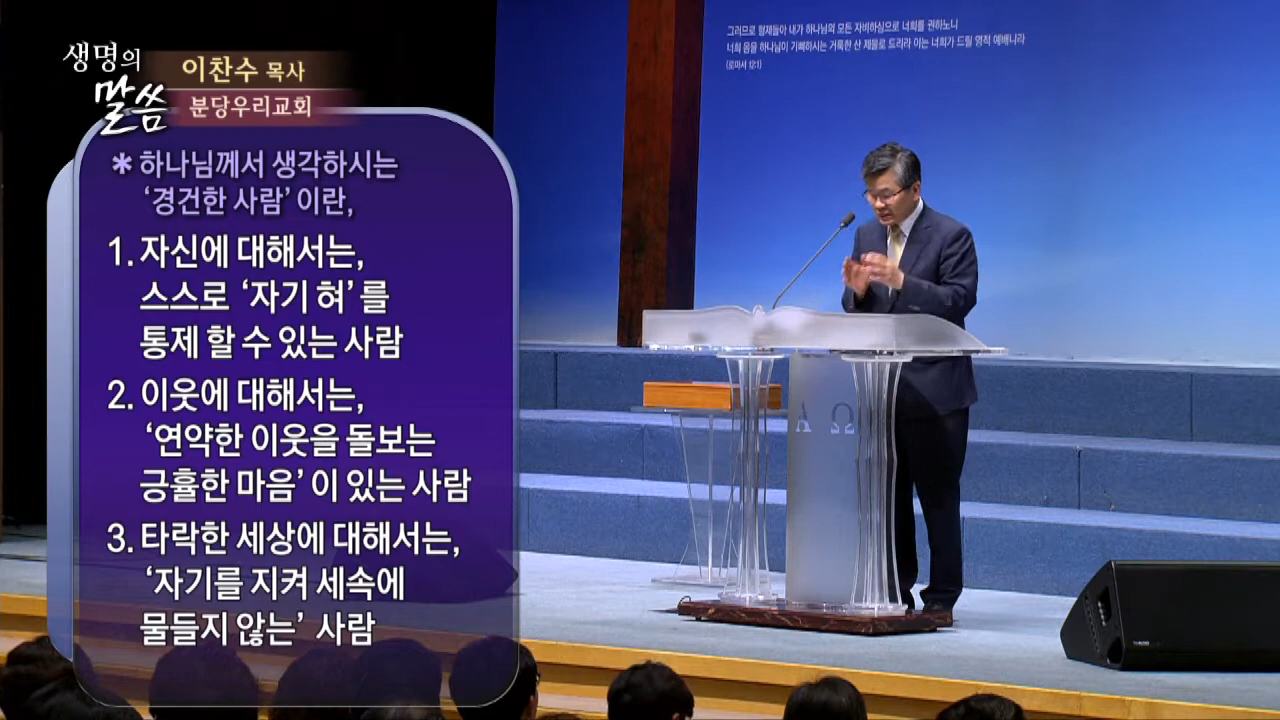 생명의
말씀
이찬수 목사
분당우리교회
* 하나님께서 생각하시는
‘경건한 사람’ 이란,
1. 자신에 대해서는,
스스로 ‘자기 혀’ 를
통제 할 수 있는 사람
2. 이웃에 대해서는,
‘연약한 이웃을 돌보는
긍휼한 마음’ 이 있는 사람
3. 타락한 세상에 대해서는,
‘자기를 지켜 세속에
물들지 않는’ 사람
그러므로 형제들아 내가 하나님의 모든 자비하심으로 너희를 권하노니
너희 몸을 하나님이 기뻐하시는 거룩한 산 제물로 드리라 이는 너희가 드릴 영적 예배니라
(로마서 12:1)
Α Ω